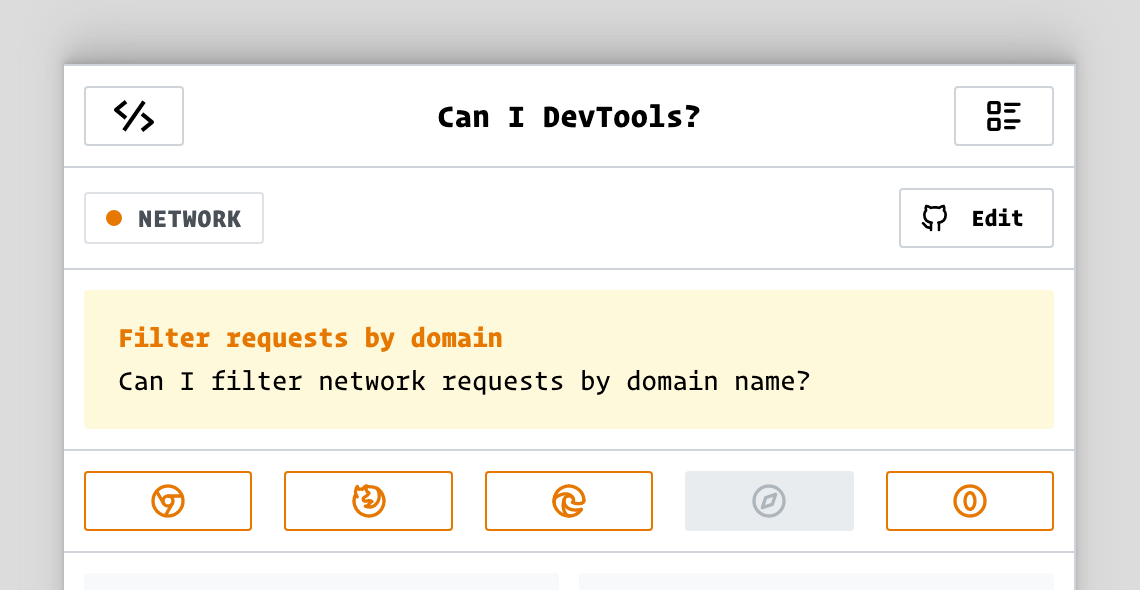 Can I DevTools?
NETWORK
Edit
Filter requests by domain
Can I filter network requests by domain name?